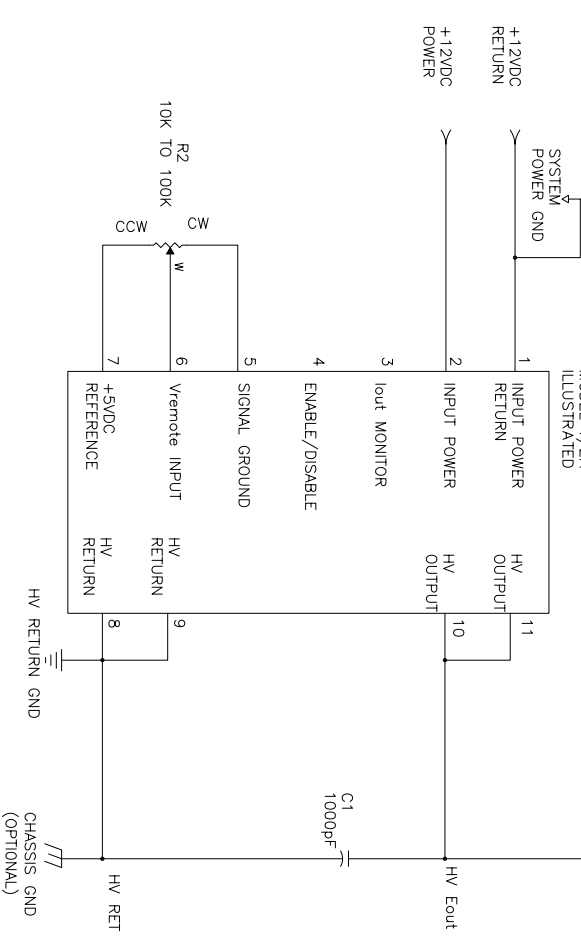 +12VDC
RETURN
+12VDC
POWER
SYSTEM
POWER GND
ILLUSTRATED
R2
10K TO 100K
CCW
CW
W
1
INPUT POWER
RETURN
2
INPUT POWER
3
Iout MONITOR
4
ENABLE/DISABLE
5
SIGNAL GROUND
6
Vremote INPUT
7
+5VDC
REFERENCE
HV
OUTPUT
11
HV
OUTPUT
10
HV
RETURN
9
HV
RETURN
8
HV RETURN GND
C1
1000pF
HV Eout
HV RET
CHASSIS GND
(OPTIONAL)